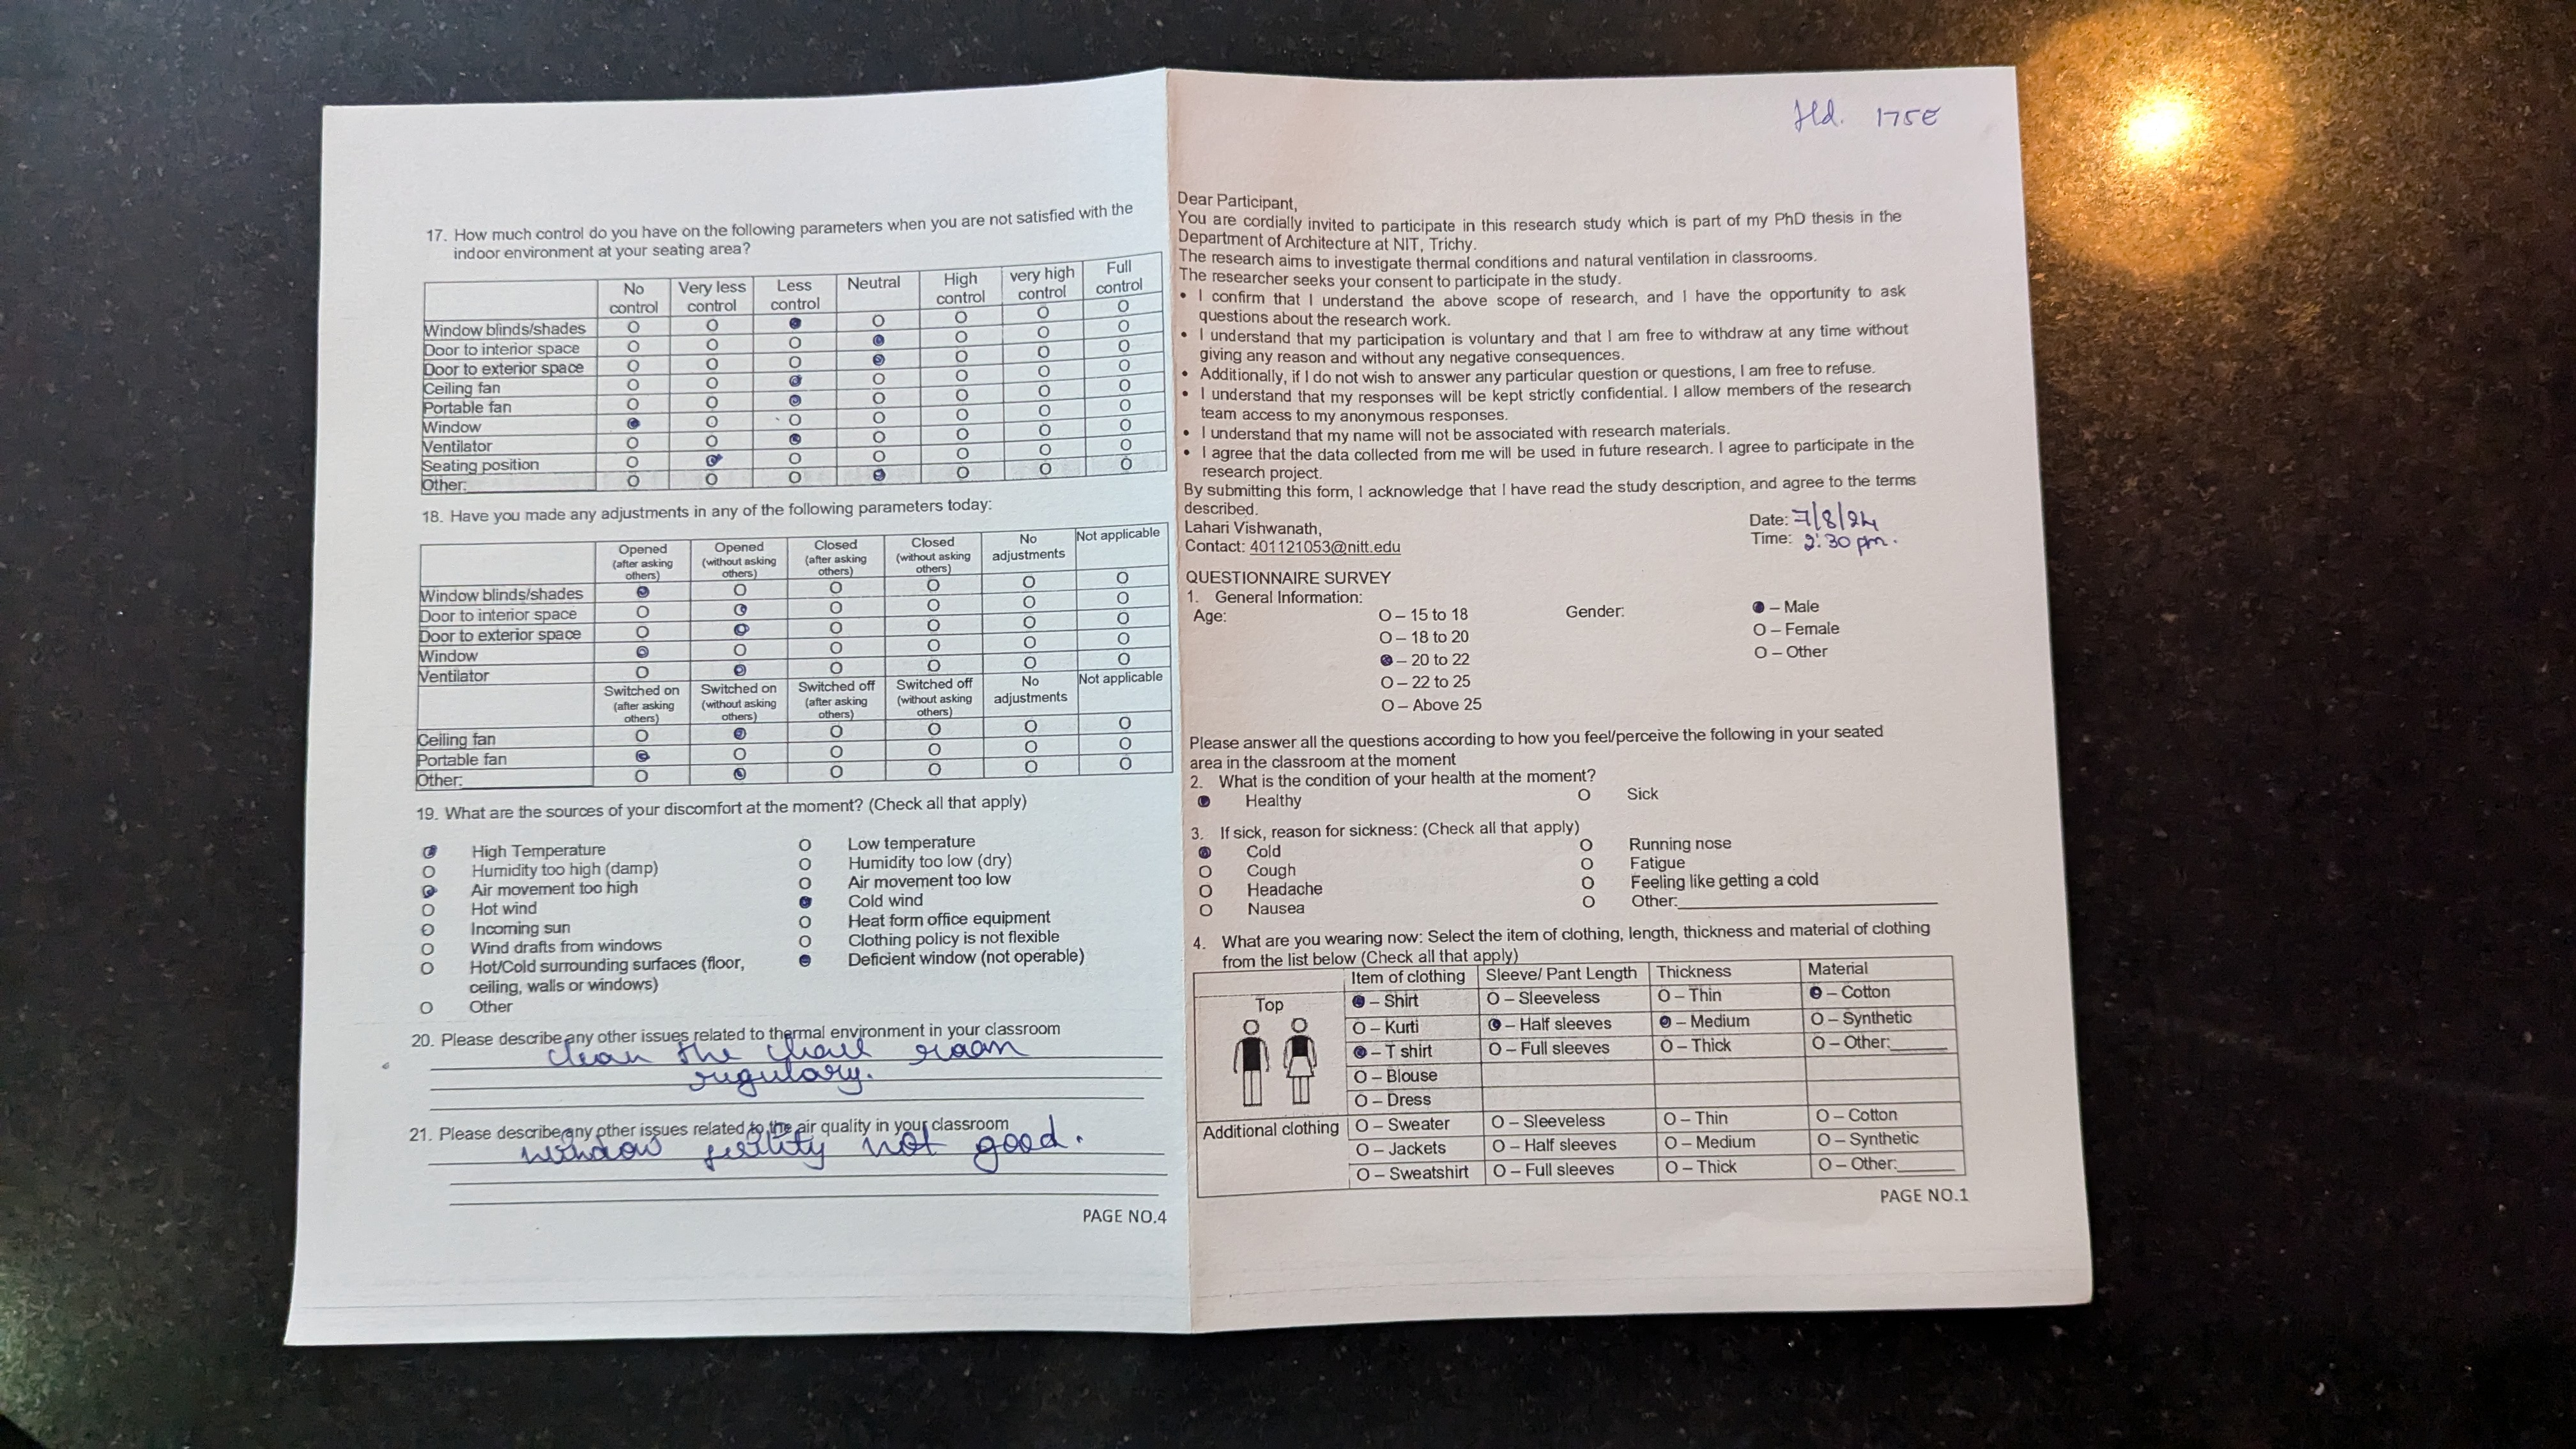 17. How much control do you have on the following parameters when you are not satisfied with the
indoor environment at your seating area?
No control Very less control Less control Neutral High control very high control Full control
Window blinds/shades O O ● O O O O
Door to interior space O O O ● O O O
Door to exterior space O O O ● O O O
Ceiling fan O O ● O O O O
Portable fan O O ● O O O O
Window ● O O O O O O
Ventilator O O ● O O O O
Seating position O ● O O O O O
Other: O O O ● O O O
18. Have you made any adjustments in any of the following parameters today:
Opened (after asking others) Opened (without asking others) Closed (after asking others) Closed (without asking others) No adjustments Not applicable
Window blinds/shades ● O O O O O
Door to interior space O ● O O O O
Door to exterior space O ● O O O O
Window ● O O O O O
Ventilator O ● O O O O
Switched on (after asking others) Switched on (without asking others) Switched off (after asking others) Switched off (without asking others) No adjustments Not applicable
Ceiling fan O ● O O O O
Portable fan ● O O O O O
Other: O ● O O O O
19. What are the sources of your discomfort at the moment? (Check all that apply)
● High Temperature O Low temperature
O Humidity too high (damp) O Humidity too low (dry)
● Air movement too high O Air movement too low
O Hot wind ● Cold wind
O Incoming sun O Heat form office equipment
O Wind drafts from windows O Clothing policy is not flexible
O Hot/Cold surrounding surfaces (floor, ● Deficient window (not operable)
ceiling, walls or windows)
O Other
20. Please describe any other issues related to thermal environment in your classroom
clean the room
regulary.
21. Please describe any other issues related to the air quality in your classroom
window not good.
PAGE NO.4
175E
Dear Participant,
You are cordially invited to participate in this research study which is part of my PhD thesis in the
Department of Architecture at NIT, Trichy.
The research aims to investigate thermal conditions and natural ventilation in classrooms.
The researcher seeks your consent to participate in the study.
• I confirm that I understand the above scope of research, and I have the opportunity to ask
questions about the research work.
• I understand that my participation is voluntary and that I am free to withdraw at any time without
giving any reason and without any negative consequences.
• Additionally, if I do not wish to answer any particular question or questions, I am free to refuse.
• I understand that my responses will be kept strictly confidential. I allow members of the research
team access to my anonymous responses.
• I understand that my name will not be associated with research materials.
• I agree that the data collected from me will be used in future research. I agree to participate in the
research project.
By submitting this form, I acknowledge that I have read the study description, and agree to the terms
described.
Lahari Vishwanath,
Contact: 401121053@nitt.edu
Date: 7/8/24
Time: 2:30 pm.
QUESTIONNAIRE SURVEY
1. General Information:
Age: O – 15 to 18 Gender: ● – Male
O – 18 to 20 O – Female
● – 20 to 22 O – Other
O – 22 to 25
O – Above 25
Please answer all the questions according to how you feel/perceive the following in your seated
area in the classroom at the moment
2. What is the condition of your health at the moment?
● Healthy O Sick
3. If sick, reason for sickness: (Check all that apply)
● Cold O Running nose
O Cough O Fatigue
O Headache O Feeling like getting a cold
O Nausea O Other:
4. What are you wearing now: Select the item of clothing, length, thickness and material of clothing
from the list below (Check all that apply)
Item of clothing Sleeve/ Pant Length Thickness Material
Top ● – Shirt O – Sleeveless O – Thin ● – Cotton
O – Kurti ● – Half sleeves ● – Medium O – Synthetic
● – T shirt O – Full sleeves O – Thick O – Other:
O – Blouse
O – Dress
Additional clothing O – Sweater O – Sleeveless O – Thin O – Cotton
O – Jackets O – Half sleeves O – Medium O – Synthetic
O – Sweatshirt O – Full sleeves O – Thick O – Other:
PAGE NO.1